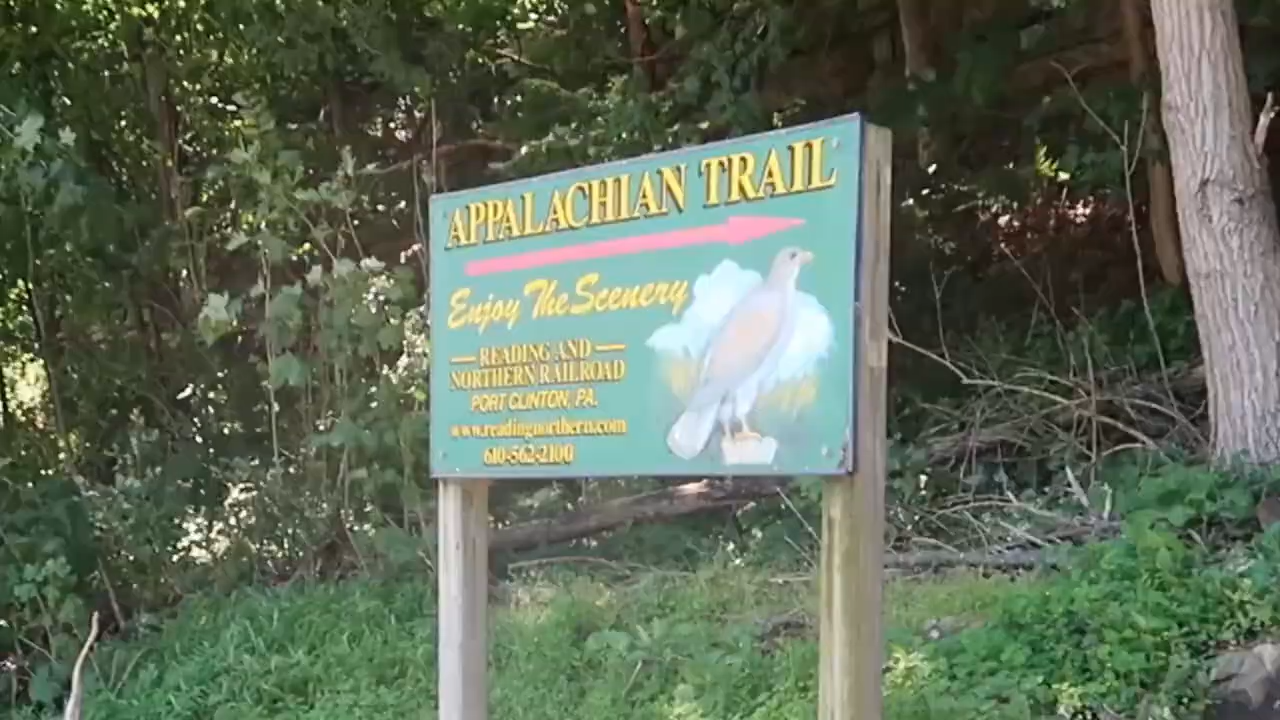 APPALACHIAN TRAIL
Enjoy The Scenery
— READING AND —
NORTHERN RAILROAD
PORT CLINTON, PA.
www.readingnorthern.com
610-562-2100